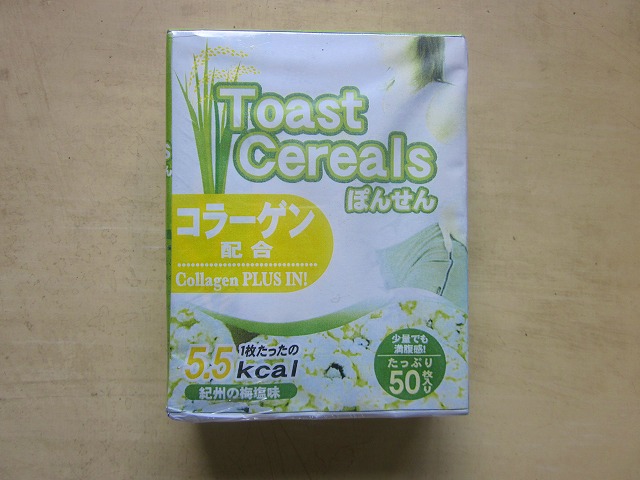 Toast
Cereals
ぽんせん
コラーゲン
配合
Collagen PLUS IN!
1枚たったの
5.5kcal
紀州の梅塩味
少量でも
満腹感!
たっぷり
50枚入り